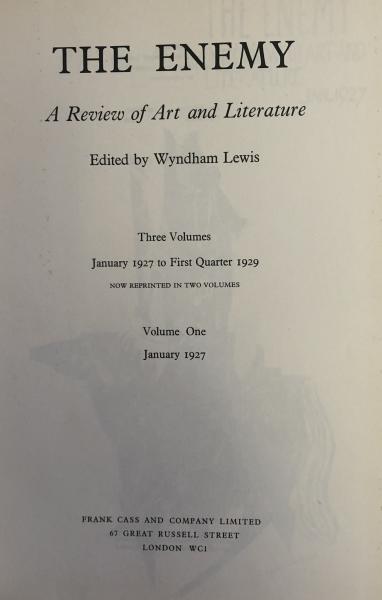 THE ENEMY
A Review of Art and Literature
Edited by Wyndham Lewis
Three Volumes
January 1927 to First Quarter 1929
NOW REPRINTED IN TWO VOLUMES
Volume One
January 1927
FRANK CASS AND COMPANY LIMITED
67 GREAT RUSSELL STREET
LONDON WC1